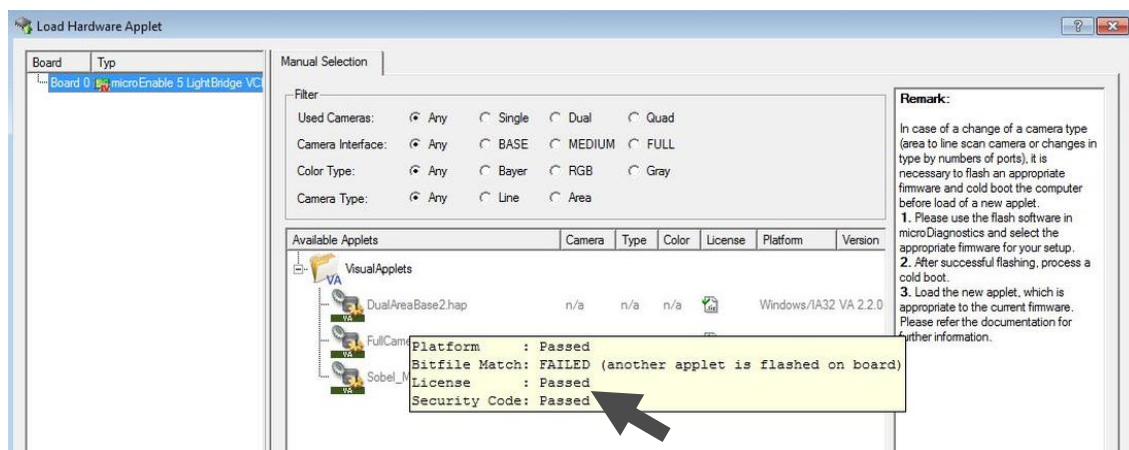 Load Hardware Applet
Board Typ
Board 0 microEnable 5 LightBridge VCL
Manual Selection
Filter
Used Cameras: Any Single Dual Quad
Camera Interface: Any BASE MEDIUM FULL
Color Type: Any Bayer RGB Gray
Camera Type: Any Line Area
Available Applets Camera Type Color License Platform Version
VisualApplets
VA
DualAreaBase2.hap n/a n/a n/a Windows/IA32 VA 2.2.0
VA
FullCame
VA
Sobel_M
VA
Platform : Passed
Bitfile Match: FAILED (another applet is flashed on board)
License : Passed
Security Code: Passed
Remark:
In case of a change of a camera type
(area to line scan camera or changes in
type by numbers of ports), it is
necessary to flash an appropriate
firmware and cold boot the computer
before load of a new applet.
1. Please use the flash software in
microDiagnostics and select the
appropriate firmware for your setup.
2. After successful flashing, process a
cold boot.
3. Load the new applet, which is
appropriate to the current firmware.
Please refer the documentation for
further information.